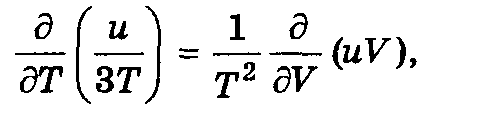 ∂/∂T (u/3T) = 1/T² ∂/∂V (uV),